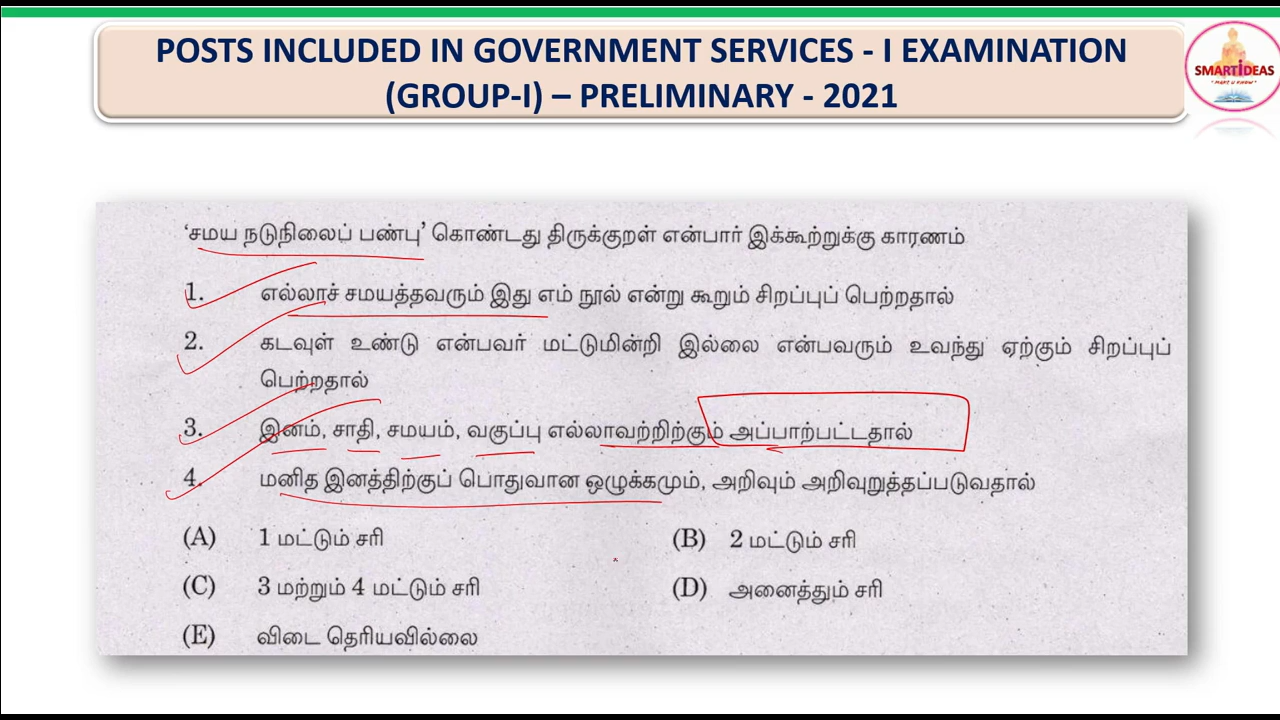 POSTS INCLUDED IN GOVERNMENT SERVICES - I EXAMINATION
(GROUP-I) – PRELIMINARY - 2021
SMARTiDEAS
"MAKE U KNOW"
‘சமய நடுநிலைப் பண்பு’ கொண்டது திருக்குறள் என்பார் இக்கூற்றுக்கு காரணம்
1. எல்லாச் சமயத்தவரும் இது எம் நூல் என்று கூறும் சிறப்புப் பெற்றதால்
2. கடவுள் உண்டு என்பவர் மட்டுமின்றி இல்லை என்பவரும் உவந்து ஏற்கும் சிறப்புப்
பெற்றதால்
3. இனம், சாதி, சமயம், வகுப்பு எல்லாவற்றிற்கும் அப்பாற்பட்டதால்
4. மனித இனத்திற்குப் பொதுவான ஒழுக்கமும், அறிவும் அறிவுறுத்தப்படுவதால்
(A) 1 மட்டும் சரி (B) 2 மட்டும் சரி
(C) 3 மற்றும் 4 மட்டும் சரி (D) அனைத்தும் சரி
(E) விடை தெரியவில்லை